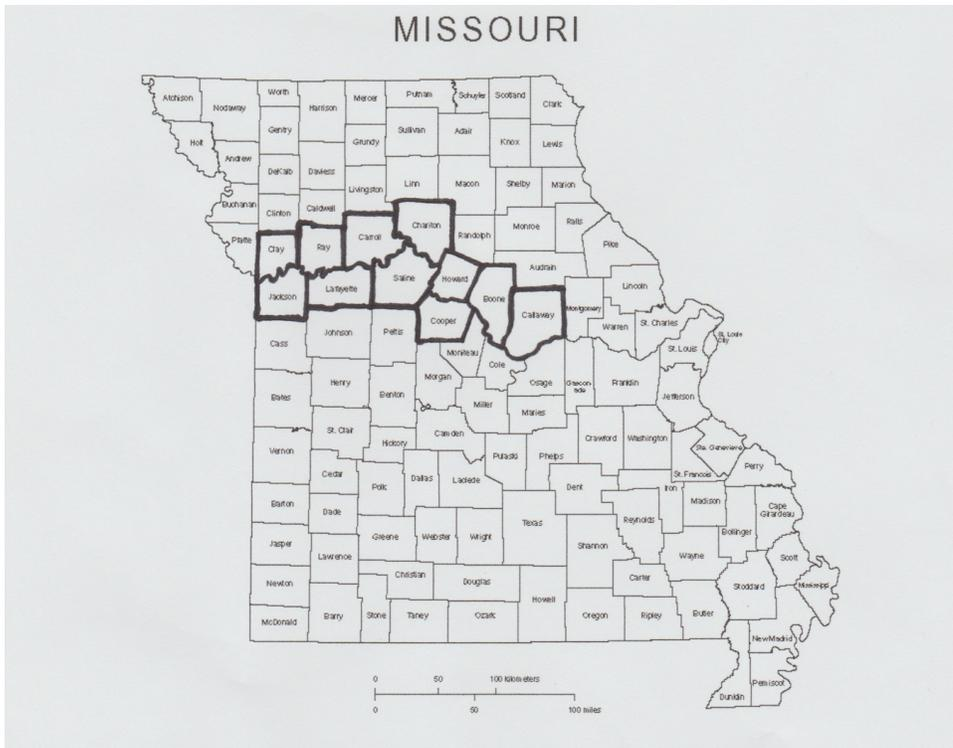 MISSOURI
Atchison
Nodaway
Worth
Harrison
Mercer
Putnam
Schuyler
Scotland
Clark
Holt
Gentry
Grundy
Sullivan
Adair
Knox
Lewis
Andrew
DeKalb
Daviess
Livingston
Linn
Macon
Shelby
Marion
Buchanan
Clinton
Caldwell
Platte
Clay
Ray
Carroll
Chariton
Randolph
Monroe
Ralls
Pike
Jackson
Lafayette
Saline
Howard
Boone
Audrain
Callaway
Montgomery
Lincoln
Warren
St. Charles
St. Louis
City
St. Louis
Cass
Johnson
Pettis
Cooper
Moniteau
Cole
Osage
Gascon-
ade
Franklin
Jefferson
Bates
Henry
Benton
Morgan
Miller
Maries
Vernon
St. Clair
Hickory
Camden
Pulaski
Phelps
Crawford
Washington
Ste. Genevieve
St. Francois
Perry
Cedar
Polk
Dallas
Laclede
Dent
Iron
Madison
Cape
Girardeau
Barton
Dade
Greene
Webster
Wright
Texas
Reynolds
Bollinger
Jasper
Lawrence
Shannon
Wayne
Scott
Newton
Christian
Douglas
Howell
Carter
Stoddard
Mississippi
McDonald
Barry
Stone
Taney
Ozark
Oregon
Ripley
Butler
New Madrid
Dunklin
Pemiscot
0 50 100 kilometers
0 50 100 miles